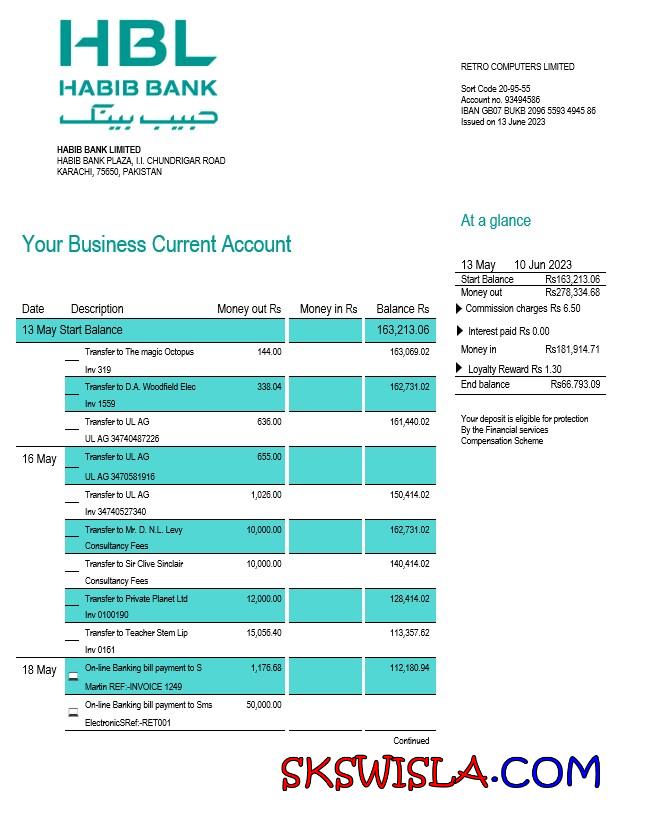 HBL
HABIB BANK
حبیب بینک
HABIB BANK LIMITED
HABIB BANK PLAZA, I.I. CHUNDRIGAR ROAD
KARACHI, 75650, PAKISTAN
RETRO COMPUTERS LIMITED
Sort Code 20-95-55
Account no. 93494586
IBAN GB07 BUKB 2096 5593 4945 86
Issued on 13 June 2023
Your Business Current Account
At a glance
13 May 10 Jun 2023
Start Balance Rs163,213.06
Money out Rs278,334.68
Commission charges Rs 6.50
Interest paid Rs 0.00
Money in Rs181,914.71
Loyalty Reward Rs 1.30
End balance Rs66.793.09
Your deposit is eligible for protection
By the Financial services
Compensation Scheme
Date Description Money out Rs Money in Rs Balance Rs
13 May Start Balance 163,213.06
Transfer to The magic Octopus 144.00 163,069.02
Inv 319
Transfer to D.A. Woodfield Elec 338.04 162,731.02
Inv 1559
Transfer to UL AG 636.00 161,440.02
UL AG 34740487226
16 May Transfer to UL AG 655.00
UL AG 3470581916
Transfer to UL AG 1,026.00 150,414.02
Inv 34740527340
Transfer to Mr. D. N.L. Levy 10,000.00 162,731.02
Consultancy Fees
Transfer to Sir Clive Sinclair 10,000.00 140,414.02
Consultancy Fees
Transfer to Private Planet Ltd 12,000.00 128,414.02
Inv 0100190
Transfer to Teacher Stem Lip 15,056.40 113,357.62
Inv 0161
18 May On-line Banking bill payment to S 1,176.68 112,180.94
Martin REF:-INVOICE 1249
On-line Banking bill payment to Sms 50,000.00
ElectronicSRef:-RET001
Continued
SKSWISLA.COM